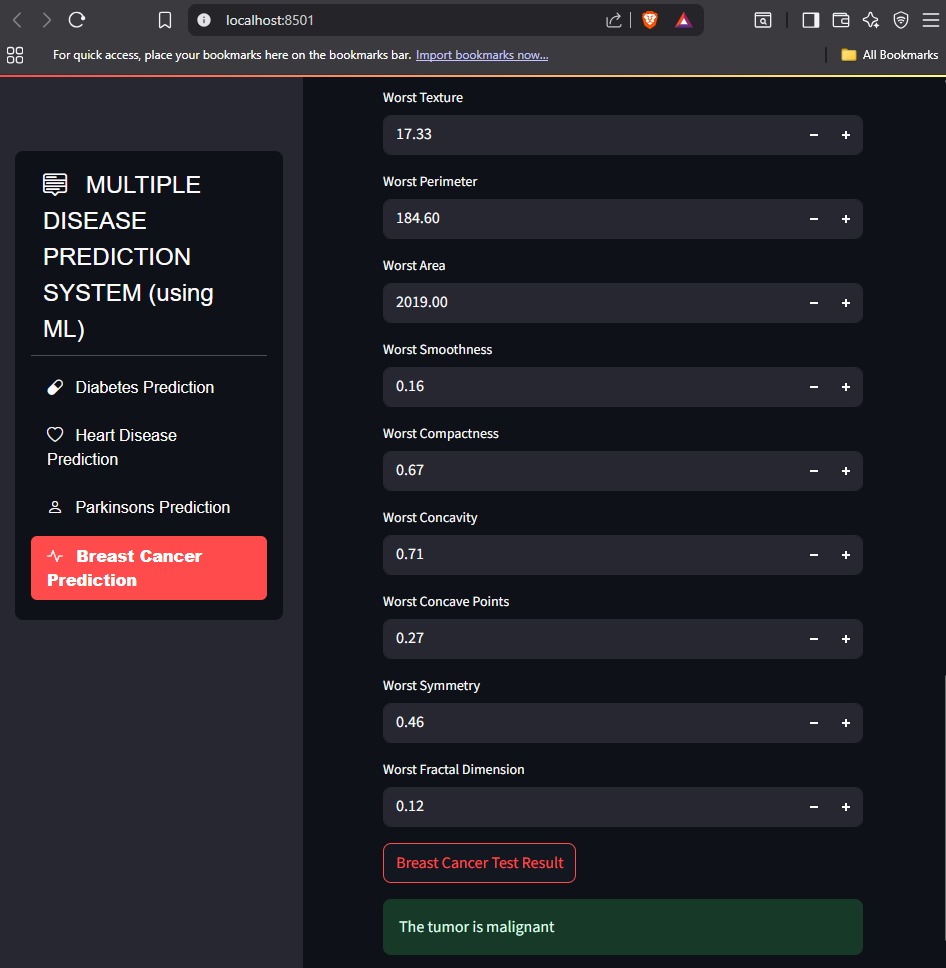 localhost:8501
For quick access, place your bookmarks here on the bookmarks bar. Import bookmarks now...
All Bookmarks
MULTIPLE
DISEASE
PREDICTION
SYSTEM (using
ML)
Diabetes Prediction
Heart Disease
Prediction
Parkinsons Prediction
Breast Cancer
Prediction
Worst Texture
17.33
Worst Perimeter
184.60
Worst Area
2019.00
Worst Smoothness
0.16
Worst Compactness
0.67
Worst Concavity
0.71
Worst Concave Points
0.27
Worst Symmetry
0.46
Worst Fractal Dimension
0.12
Breast Cancer Test Result
The tumor is malignant